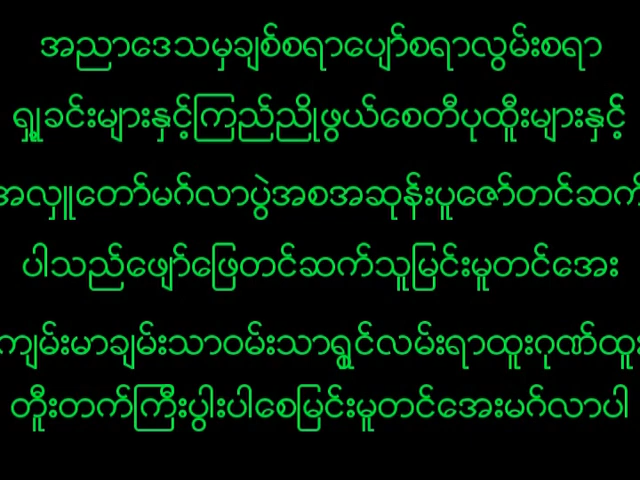 အညာဒေသမှချစ်စရာပျော်စရာလွမ်းစရာ
ရှုခင်းများနှင့်ကြည်ညိုဖွယ်စေတီပုထိူးများနှင့်
အလှူတော်မင်္ဂလာပွဲအစအဆုန်းပူဇော်တင်ဆက်
ပါသည်ဖျော်ဖြေတင်ဆက်သူမြင်းမူတင်အေး
ကျမ်းမာချမ်းသာဝမ်းသာရွှင်လမ်းရာထူးဂုဏ်ထူး
တိူးတက်ကြီးပွါးပါစေမြင်းမူတင်အေးမင်္ဂလာပါ